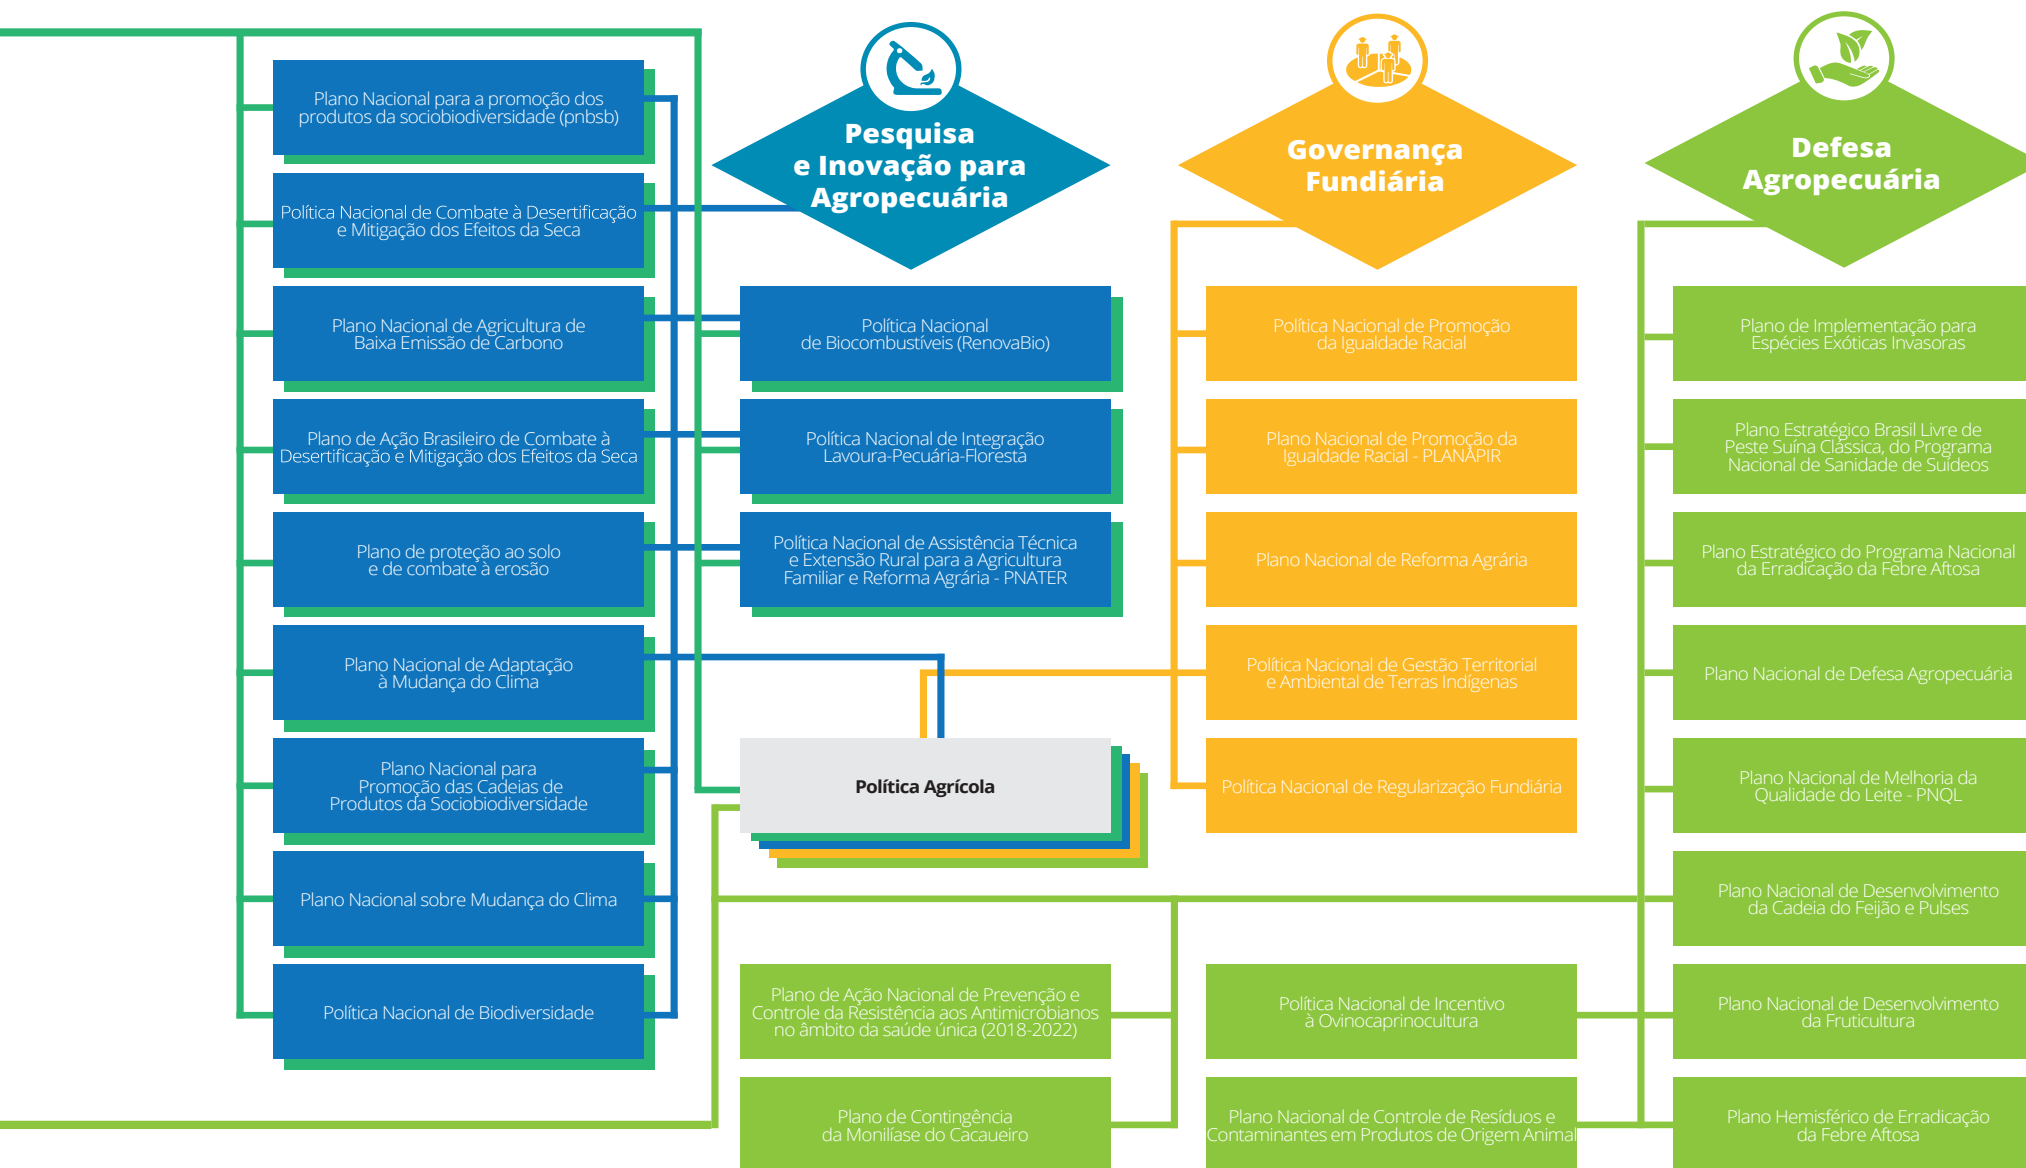 Plano Nacional para a promoção dos
produtos da sociobiodiversidade (pnbsb)
Política Nacional de Combate à Desertificação
e Mitigação dos Efeitos da Seca
Plano Nacional de Agricultura de
Baixa Emissão de Carbono
Plano de Ação Brasileiro de Combate à
Desertificação e Mitigação dos Efeitos da Seca
Plano de proteção ao solo
e de combate à erosão
Plano Nacional de Adaptação
à Mudança do Clima
Plano Nacional para
Promoção das Cadeias de
Produtos da Sociobiodiversidade
Plano Nacional sobre Mudança do Clima
Política Nacional de Biodiversidade
Pesquisa
e Inovação para
Agropecuária
Política Nacional
de Biocombustíveis (RenovaBio)
Política Nacional de Integração
Lavoura-Pecuária-Floresta
Política Nacional de Assistência Técnica
e Extensão Rural para a Agricultura
Familiar e Reforma Agrária - PNATER
Política Agrícola
Plano de Ação Nacional de Prevenção e
Controle da Resistência aos Antimicrobianos
no âmbito da saúde única (2018-2022)
Plano de Contingência
da Monilíase do Cacaueiro
Governança
Fundiária
Política Nacional de Promoção
da Igualdade Racial
Plano Nacional de Promoção da
Igualdade Racial - PLANAPIR
Plano Nacional de Reforma Agrária
Política Nacional de Gestão Territorial
e Ambiental de Terras Indígenas
Política Nacional de Regularização Fundiária
Política Nacional de Incentivo
à Ovinocaprinocultura
Plano Nacional de Controle de Resíduos e
Contaminantes em Produtos de Origem Animal
Defesa
Agropecuária
Plano de Implementação para
Espécies Exóticas Invasoras
Plano Estratégico Brasil Livre de
Peste Suína Clássica, do Programa
Nacional de Sanidade de Suídeos
Plano Estratégico do Programa Nacional
da Erradicação da Febre Aftosa
Plano Nacional de Defesa Agropecuária
Plano Nacional de Melhoria da
Qualidade do Leite - PNQL
Plano Nacional de Desenvolvimento
da Cadeia do Feijão e Pulses
Plano Nacional de Desenvolvimento
da Fruticultura
Plano Hemisférico de Erradicação
da Febre Aftosa